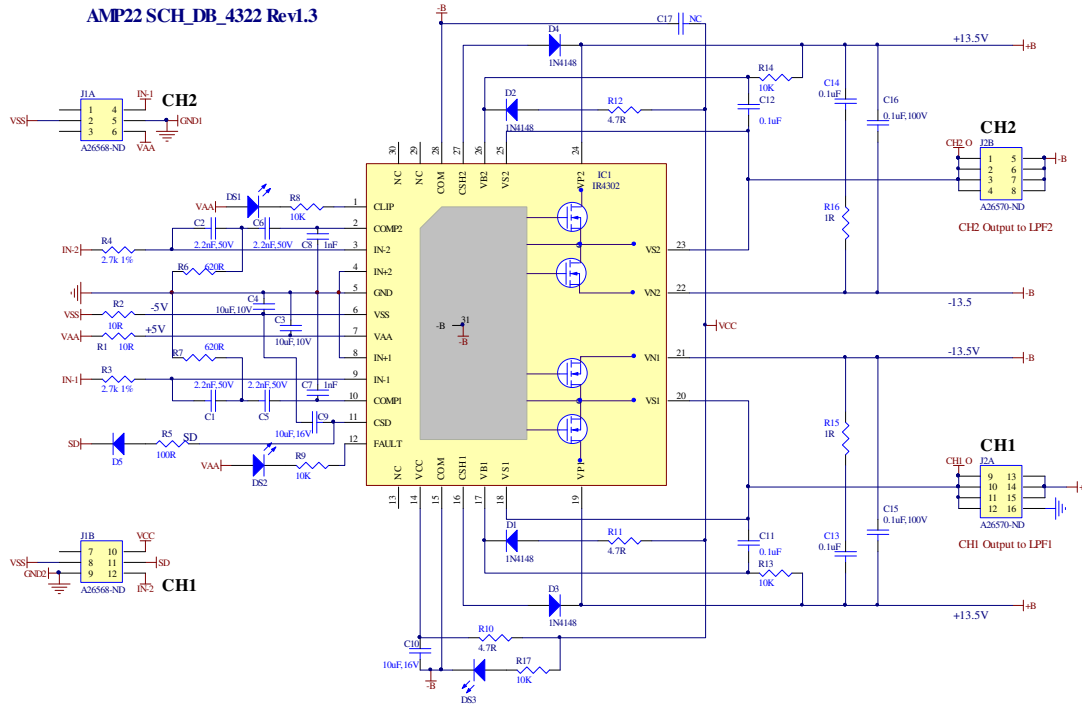 AMP22 SCH_DB_4322 Rev1.3
-B
C17
NC
D4
1N4148
+13.5V
+B
R14
10K
C14
0.1uF
C16
0.1uF,100V
J1A
IN-1
CH2
VSS
1 4
2 5
3 6
GND1
VAA
A26568-ND
D2
1N4148
R12
4.7R
C12
0.1uF
CH2
CH2 O
J2B
1 5
2 6
3 7
4 8
-B
A26570-ND
CH2 Output to LPF2
30 29 28 27 26 25 24
NC NC COM CSH2 VB2 VS2 VP2
IC1
IR4302
DS1
VAA
R8
10K
1 CLIP
C2
2.2nF,50V
C6
2.2nF,50V
C8
1nF
2 COMP2
IN-2
R4
2.7k 1%
3 IN-2
R6
620R
4 IN+2
5 GND
C4
10uF,10V
VSS
R2
10R
-5V
6 VSS
C3
10uF,10V
VAA
R1
10R
+5V
7 VAA
R7
620R
8 IN+1
IN-1
R3
2.7k 1%
9 IN-1
2.2nF,50V
C1
2.2nF,50V
C5
C7
1nF
10 COMP1
C9
10uF,16V
11 CSD
SD
D5
R5
100R
SD
12 FAULT
VAA
DS2
R9
10K
-B
31
-B
VS2 23
VN2 22
VN1 21
VS1 20
R16
1R
-13.5
-B
VCC
-13.5V
-B
R15
1R
C13
0.1uF
C15
0.1uF,100V
CH1
CH1 O
J2A
9 13
10 14
11 15
12 16
+
A26570-ND
CH1 Output to LPF1
NC VCC COM CSH1 VB1 VS1 VP1
13 14 15 16 17 18 19
D1
1N4148
R11
4.7R
C11
0.1uF
R13
10K
D3
1N4148
+13.5V
+B
J1B
VCC
VSS
GND2
7 10
8 11
9 12
SD
IN-2
A26568-ND
CH1
C10
10uF,16V
R10
4.7R
-B
DS3
R17
10K